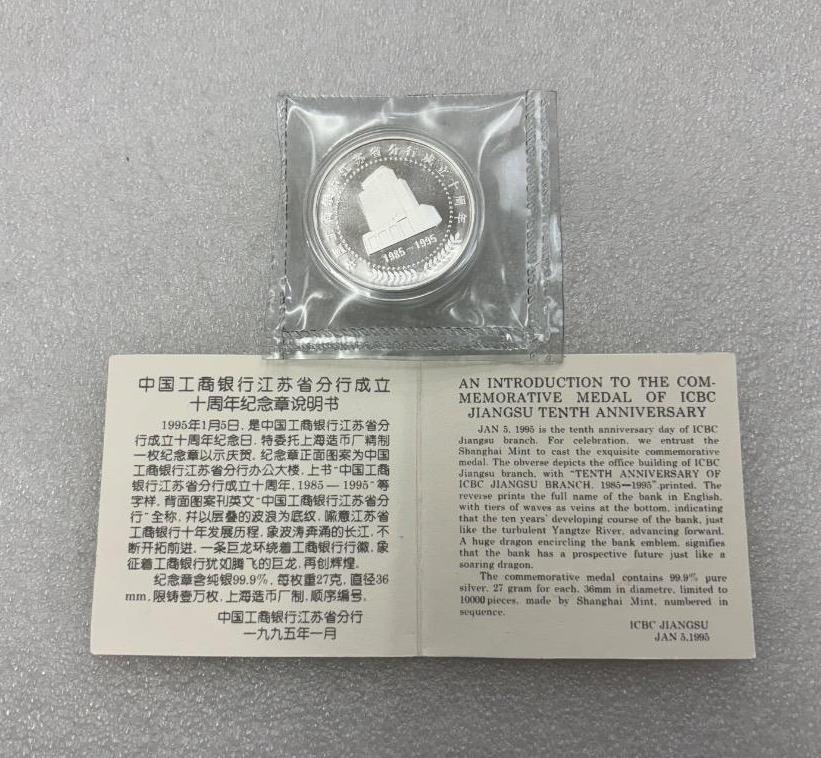 江苏省分行成立十周年
1985-1995
中国工商银行江苏省分行成立
十周年纪念章说明书
1995年1月5日,是中国工商银行江苏省分
行成立十周年纪念日,特委托上海造币厂精制
一枚纪念章以示庆贺,纪念章正面图案为中国
工商银行江苏省分行办公大楼,上书"中国工商
银行江苏省分行成立十周年,1985—1995"等
字样,背面图案刊英文"中国工商银行江苏省分
行"全称,并以层叠的波浪为底纹,喻意江苏省
工商银行十年发展历程,象波涛奔涌的长江,不
断开拓前进,一条巨龙环绕着工商银行行徽,象
征着工商银行犹如腾飞的巨龙,再创辉煌。
纪念章含纯银99.9%,每枚重27克,直径36
mm,限铸壹万枚,上海造币厂制,顺序编号。
中国工商银行江苏省分行
一九九五年一月
AN INTRODUCTION TO THE COM-
MEMORATIVE MEDAL OF ICBC
JIANGSU TENTH ANNIVERSARY
JAN 5, 1995 is the tenth anniversary day of ICBC
Jiangsu branch. For celebration, we entrust the
Shanghai Mint to cast the exquisite commemorative
medal. The obverse depicts the office building of ICBC
Jiangsu branch, with "TENTH ANNIVERSARY OF
ICBC JIANGSU BRANCH, 1985—1995" printed. The
reverse prints the full name of the bank in English,
with tiers of waves as veins at the bottom, indicating
that the ten years' developing course of the bank, just
like the turbulent Yangtze River, advancing forward.
A huge dragon encircling the bank emblem, signifies
that the bank has a prospective future just like a
soaring dragon.
The commemorative medal contains 99.9% pure
silver, 27 gram for each, 36mm in diametre, limited to
10000 pieces, made by Shanghai Mint, numbered in
sequence.
ICBC JIANGSU
JAN 5,1995